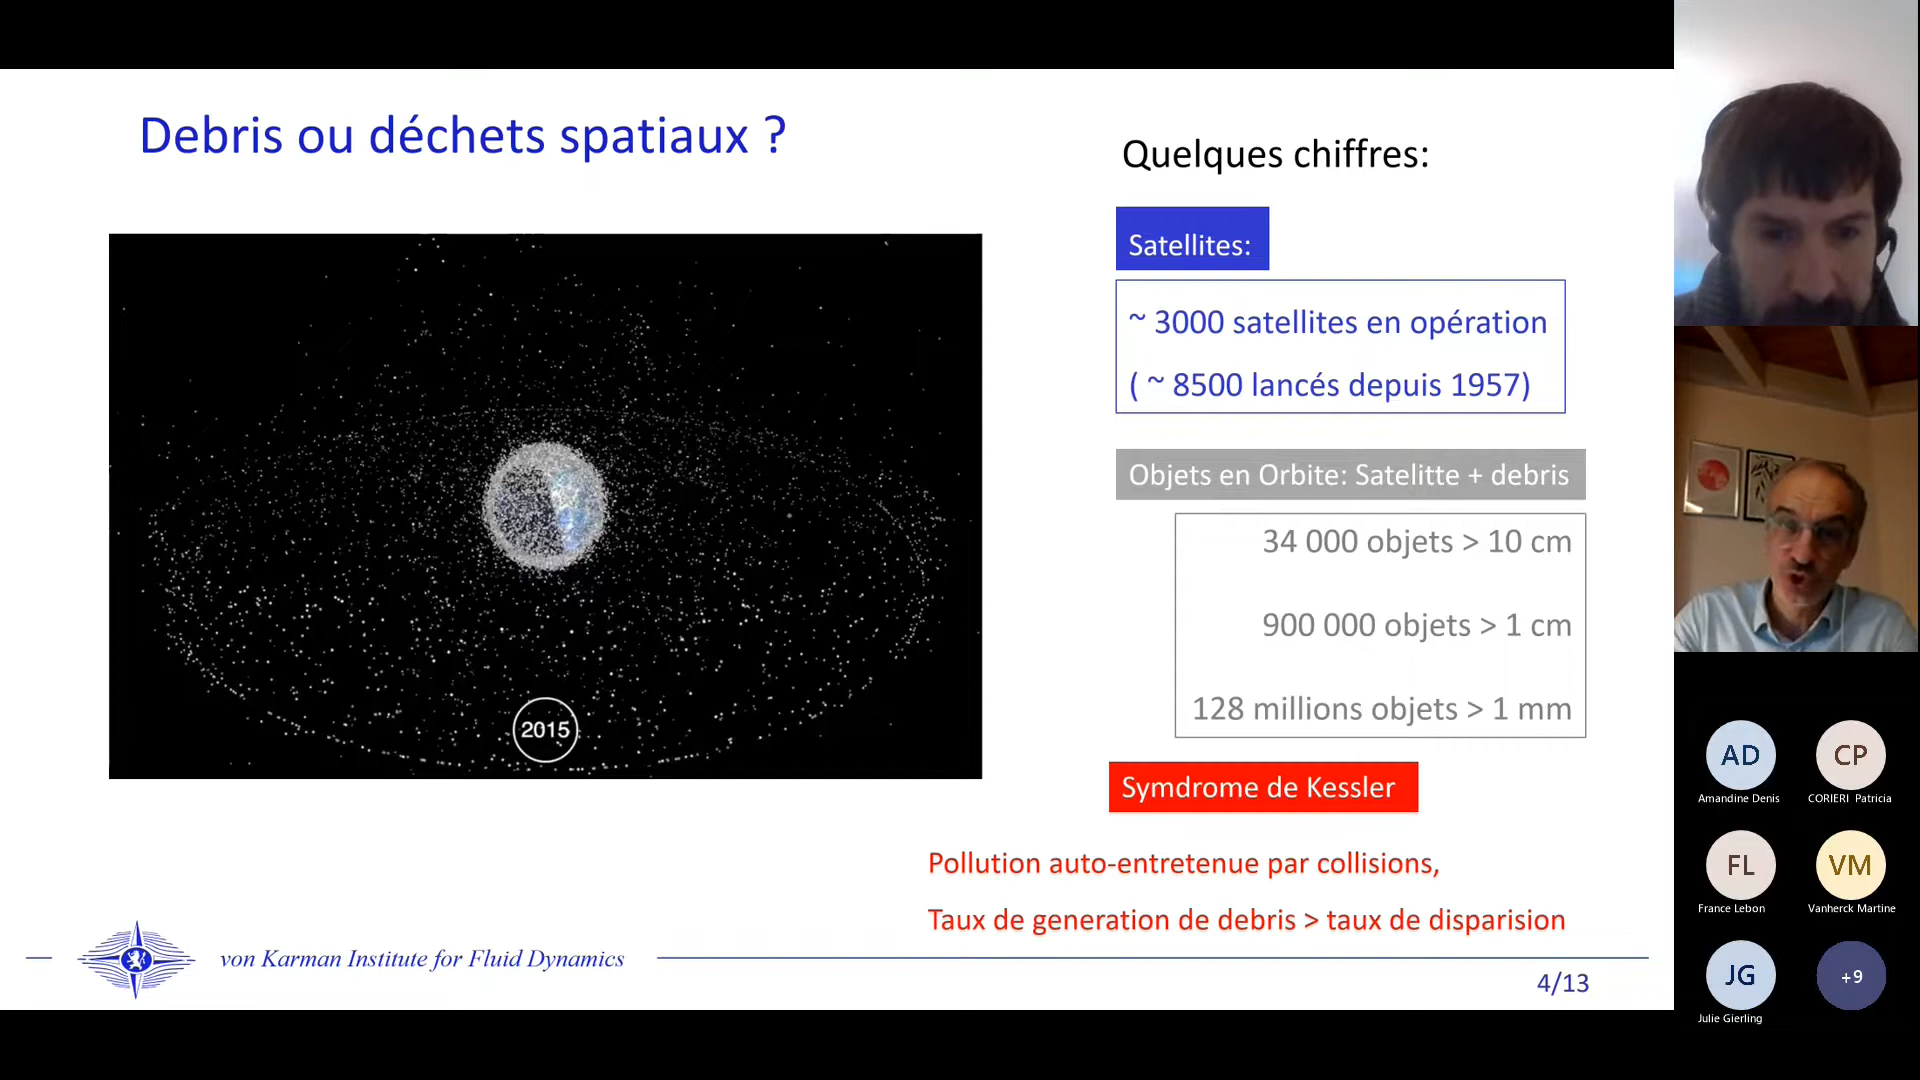 Debris ou déchets spatiaux ?
2015
Quelques chiffres:
Satellites:
~ 3000 satellites en opération
( ~ 8500 lancés depuis 1957)
Objets en Orbite: Satelitte + debris
34 000 objets > 10 cm
900 000 objets > 1 cm
128 millions objets > 1 mm
Symdrome de Kessler
Pollution auto-entretenue par collisions,
Taux de generation de debris > taux de disparision
von Karman Institute for Fluid Dynamics
4/13
AD
Amandine Denis
CP
CORIERI Patricia
FL
France Lebon
VM
Vanherck Martine
JG
Julie Gierling
+9